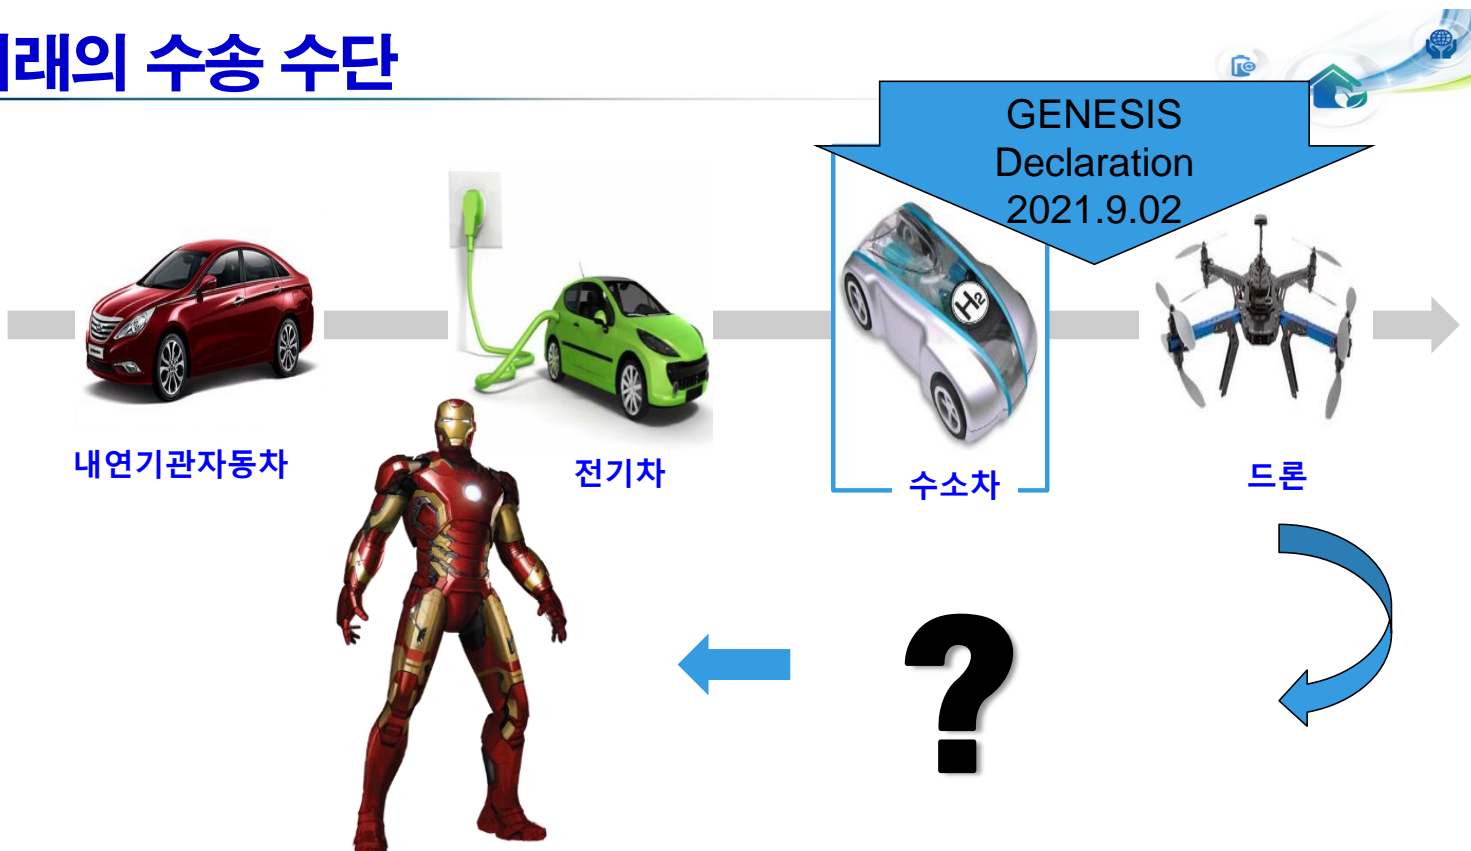 래의 수송 수단
GENESIS
Declaration
2021.9.02
H2
내연기관자동차
전기차
수소차
드론
?